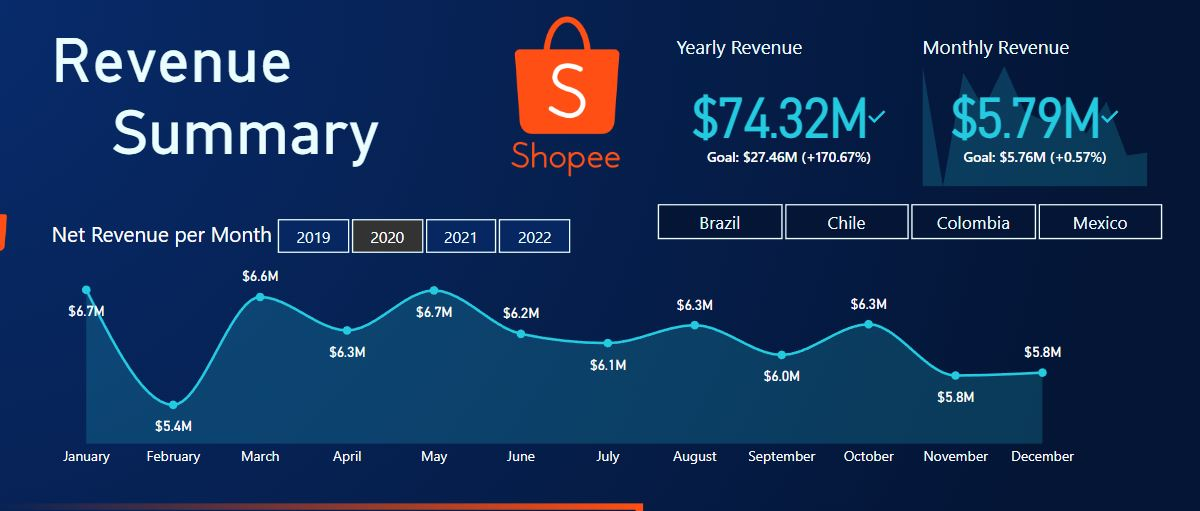 Revenue
Summary
S
Shopee
Yearly Revenue
$74.32M
Goal: $27.46M (+170.67%)
Monthly Revenue
$5.79M
Goal: $5.76M (+0.57%)
Brazil
Chile
Colombia
Mexico
Net Revenue per Month
2019
2020
2021
2022
$6.7M
$5.4M
$6.6M
$6.3M
$6.7M
$6.2M
$6.1M
$6.3M
$6.0M
$6.3M
$5.8M
$5.8M
January
February
March
April
May
June
July
August
September
October
November
December